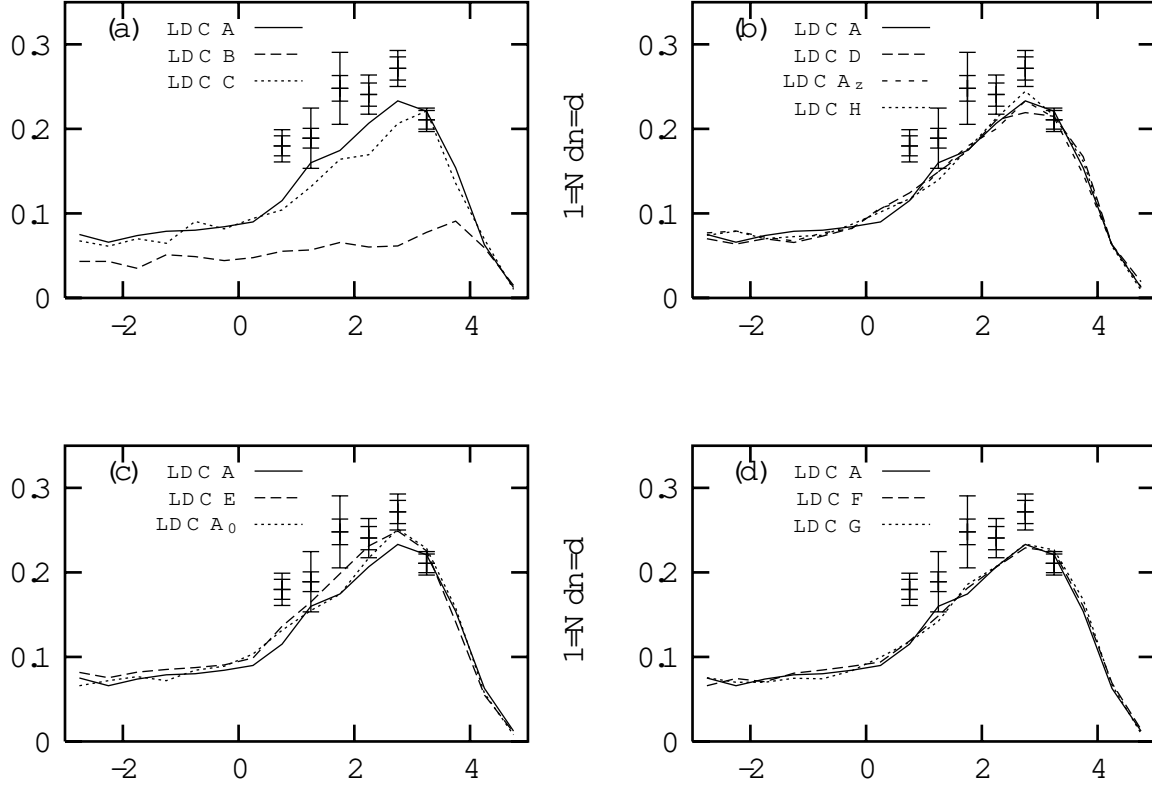 (a)
LDC A
LDC B
LDC C
0.3
0.2
0.1
0
−2 0 2 4
(b)
LDC A
LDC D
LDC Az
LDC H
1=N dn=d
0.3
0.2
0.1
0
−2 0 2 4
(c)
LDC A
LDC E
LDC A0
0.3
0.2
0.1
0
−2 0 2 4
(d)
LDC A
LDC F
LDC G
1=N dn=d
0.3
0.2
0.1
0
−2 0 2 4